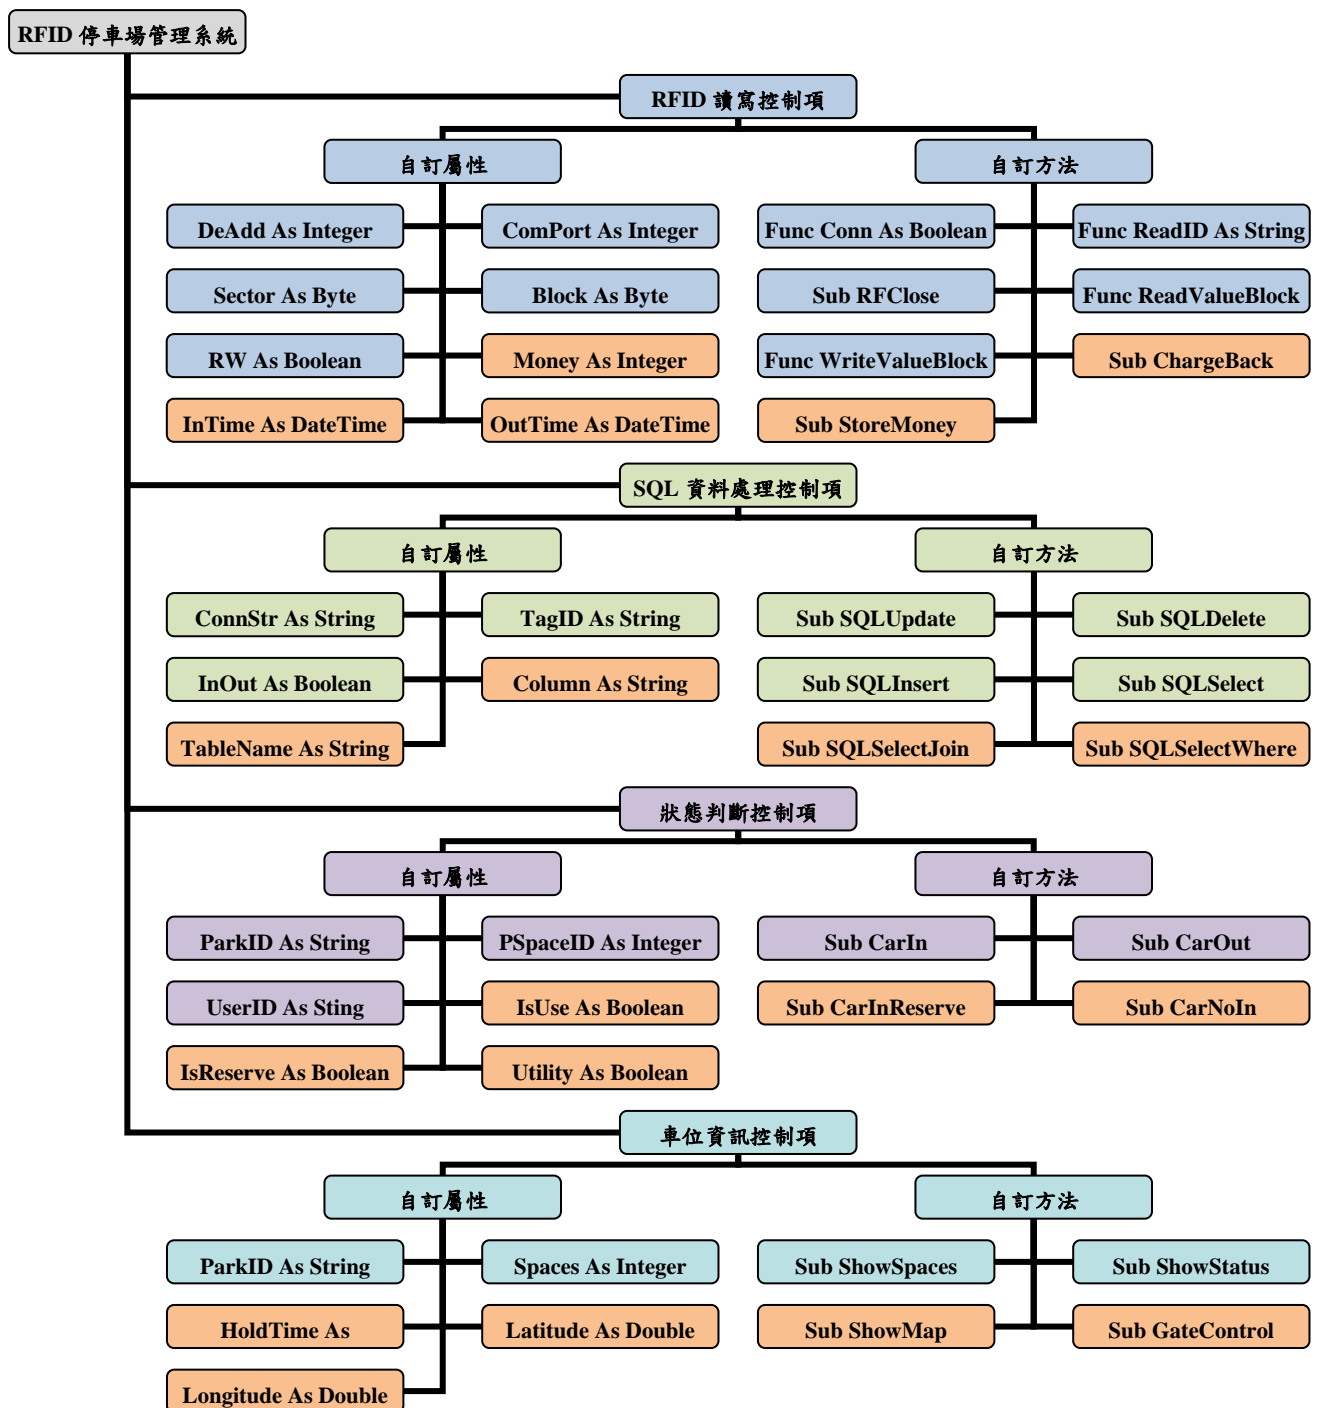 RFID 停車場管理系統
RFID 讀寫控制項
自訂屬性
自訂方法
DeAdd As Integer
ComPort As Integer
Func Conn As Boolean
Func ReadID As String
Sector As Byte
Block As Byte
Sub RFClose
Func ReadValueBlock
RW As Boolean
Money As Integer
Func WriteValueBlock
Sub ChargeBack
InTime As DateTime
OutTime As DateTime
Sub StoreMoney
SQL 資料處理控制項
自訂屬性
自訂方法
ConnStr As String
TagID As String
Sub SQLUpdate
Sub SQLDelete
InOut As Boolean
Column As String
Sub SQLInsert
Sub SQLSelect
TableName As String
Sub SQLSelectJoin
Sub SQLSelectWhere
狀態判斷控制項
自訂屬性
自訂方法
ParkID As String
PSpaceID As Integer
Sub CarIn
Sub CarOut
UserID As Sting
IsUse As Boolean
Sub CarInReserve
Sub CarNoIn
IsReserve As Boolean
Utility As Boolean
車位資訊控制項
自訂屬性
自訂方法
ParkID As String
Spaces As Integer
Sub ShowSpaces
Sub ShowStatus
HoldTime As
Latitude As Double
Sub ShowMap
Sub GateControl
Longitude As Double